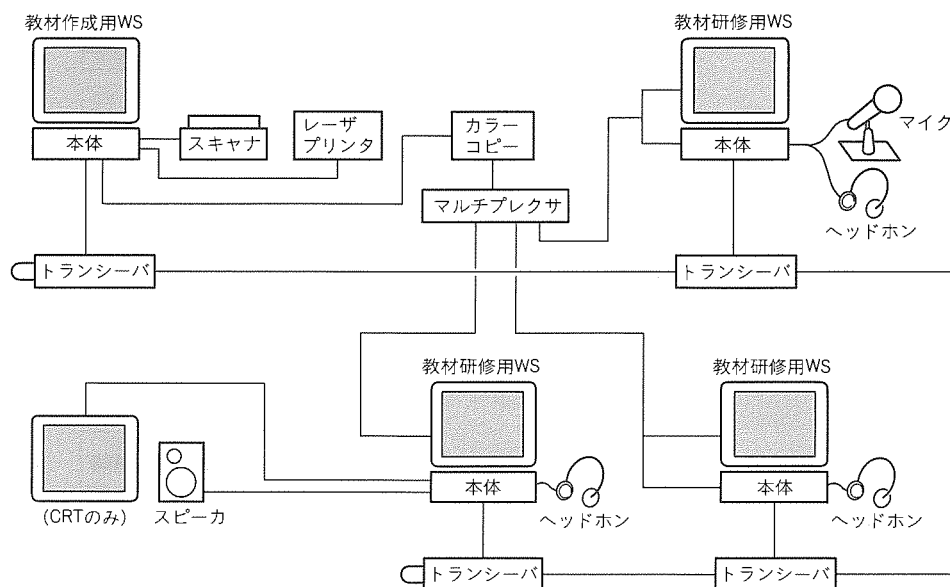 教材作成用WS
教材研修用WS
本体
スキャナ
レーザ
プリンタ
カラー
コピー
本体
マイク
マルチプレクサ
ヘッドホン
トランシーバ
トランシーバ
教材研修用WS
教材研修用WS
(CRTのみ)
スピーカ
本体
ヘッドホン
本体
ヘッドホン
トランシーバ
トランシーバ